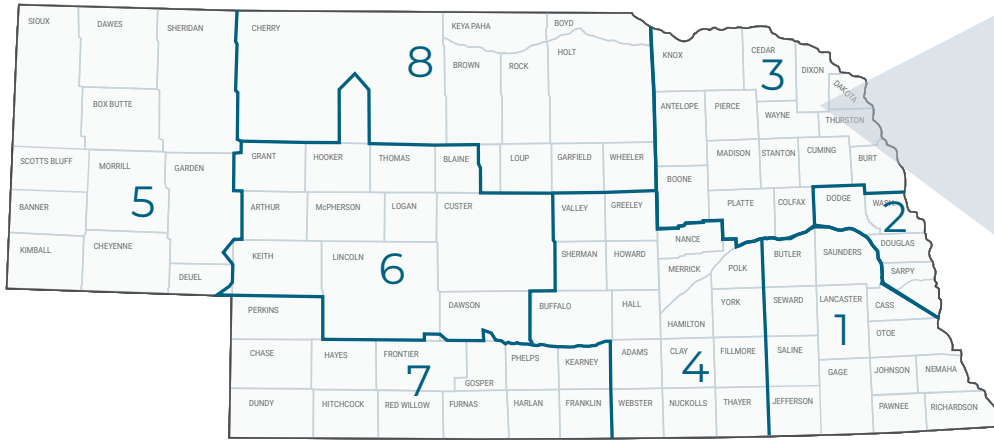 SIOUX
DAWES
SHERIDAN
CHERRY
KEYA PAHA
BOYD
8
BROWN
ROCK
HOLT
KNOX
CEDAR
3
DIXON
DAKOTA
BOX BUTTE
ANTELOPE
PIERCE
WAYNE
THURSTON
SCOTTS BLUFF
MORRILL
GARDEN
GRANT
HOOKER
THOMAS
BLAINE
LOUP
GARFIELD
WHEELER
MADISON
STANTON
CUMING
BURT
BOONE
5
BANNER
ARTHUR
McPHERSON
LOGAN
CUSTER
VALLEY
GREELEY
PLATTE
COLFAX
DODGE
WASH
2
KIMBALL
CHEYENNE
DEUEL
KEITH
LINCOLN
6
SHERMAN
HOWARD
NANCE
MERRICK
POLK
BUTLER
SAUNDERS
DOUGLAS
SARPY
PERKINS
DAWSON
BUFFALO
HALL
HAMILTON
YORK
SEWARD
LANCASTER
1
CASS
OTOE
CHASE
HAYES
FRONTIER
7
GOSPER
PHELPS
KEARNEY
ADAMS
CLAY
4
FILLMORE
SALINE
GAGE
JOHNSON
NEMAHA
DUNDY
HITCHCOCK
RED WILLOW
FURNAS
HARLAN
FRANKLIN
WEBSTER
NUCKOLLS
THAYER
JEFFERSON
PAWNEE
RICHARDSON